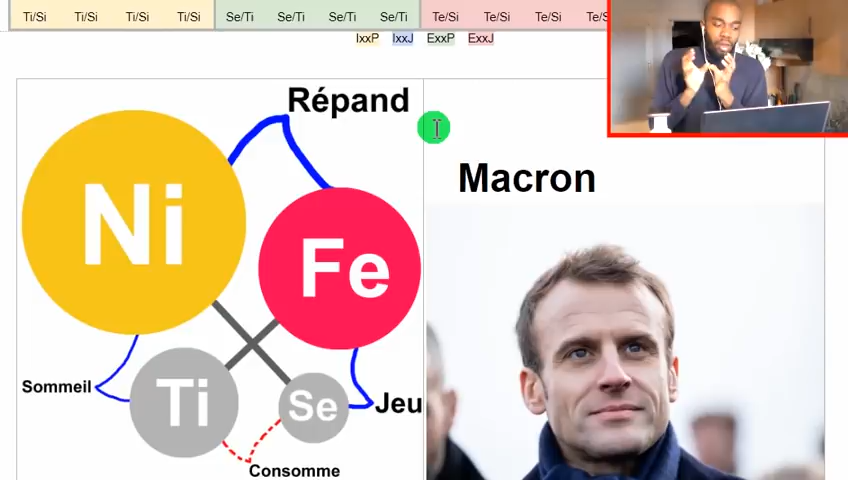 Ti/Si Ti/Si Ti/Si Ti/Si Se/Ti Se/Ti Se/Ti Se/Ti Te/Si Te/Si Te/Si
IxxP IxxJ ExxP ExxJ
Répand
Macron
Ni
Fe
Sommeil
Ti
Se
Jeu
Consomme